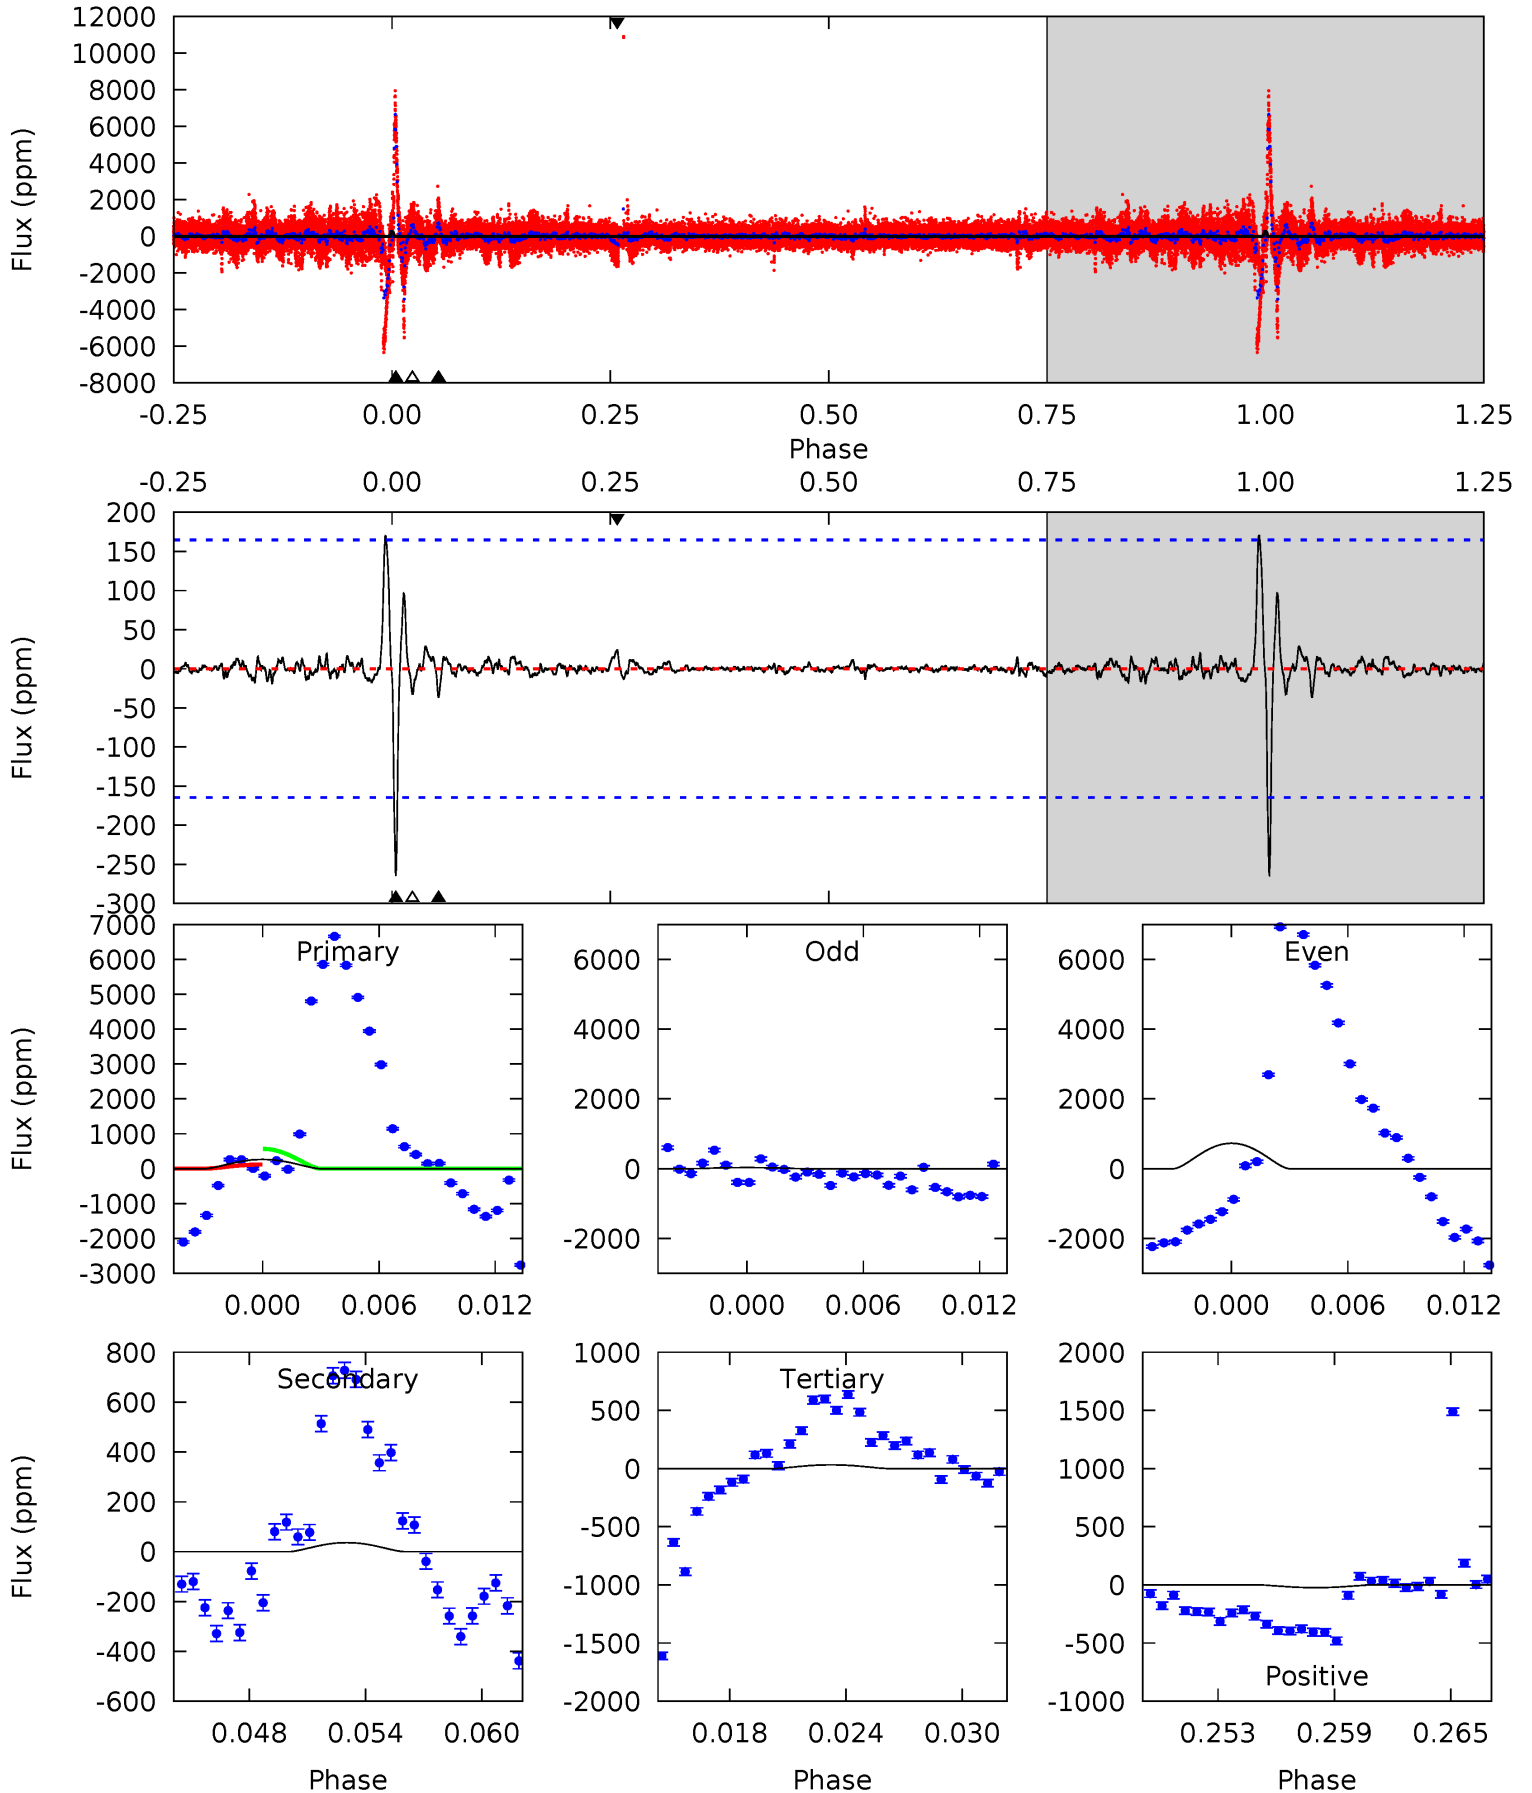 12000
10000
8000
6000
4000
2000
0
-2000
-4000
-6000
-8000
Flux (ppm)
-0.25 0.00 0.25 0.50 0.75 1.00 1.25
Phase
-0.25 0.00 0.25 0.50 0.75 1.00 1.25
200
150
100
50
0
-50
-100
-150
-200
-250
-300
Flux (ppm)
7000
6000
5000
4000
3000
2000
1000
0
-1000
-2000
-3000
Flux (ppm)
Primary
0.000 0.006 0.012
6000
4000
2000
0
-2000
Odd
0.000 0.006 0.012
6000
4000
2000
0
-2000
Even
0.000 0.006 0.012
800
600
400
200
0
-200
-400
-600
Flux (ppm)
Secondary
0.048 0.054 0.060
Phase
1000
500
0
-500
-1000
-1500
-2000
Tertiary
0.018 0.024 0.030
Phase
2000
1500
1000
500
0
-500
-1000
Positive
0.253 0.259 0.265
Phase